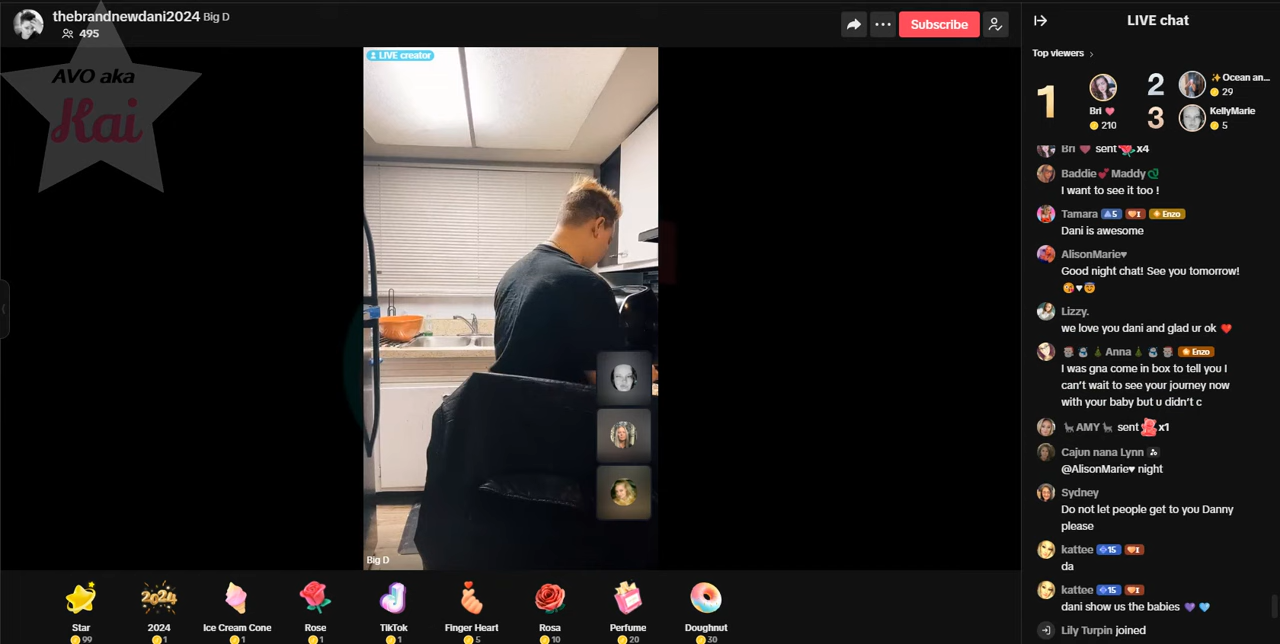 thebrandnewdani2024 Big D
495
Subscribe
AVO aka
Kai
LIVE creator
Big D
Star
99
2024
2024
1
Ice Cream Cone
1
Rose
1
TikTok
1
Finger Heart
5
Rosa
10
Perfume
20
Doughnut
30
LIVE chat
Top viewers
1
Bri
210
2
Ocean an...
29
3
KellyMarie
5
Bri sent x4
Baddie Maddy
I want to see it too !
Tamara 5 1 Enzo
Dani is awesome
AlisonMarie♥
Good night chat! See you tomorrow!
😘♥😇
Lizzy.
we love you dani and glad ur ok ❤️
Anna Enzo
I was gna come in box to tell you I
can't wait to see your journey now
with your baby but u didn't c
AMY sent x1
Cajun nana Lynn
@AlisonMarie♥ night
Sydney
Do not let people get to you Danny
please
kattee 15 1
da
kattee 15 1
dani show us the babies 💜 🩵
Lily Turpin joined